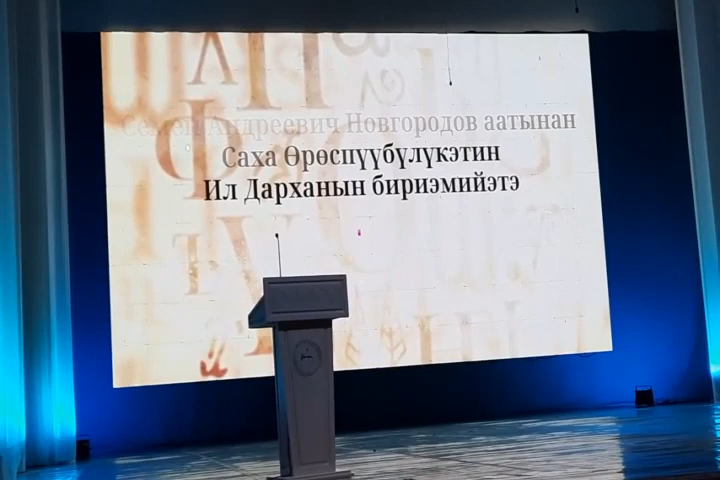 Семен Андреевич Новгородов аатынан
Саха Өрөспүүбүлүкэтин
Ил Дарханын бириэмийэтэ